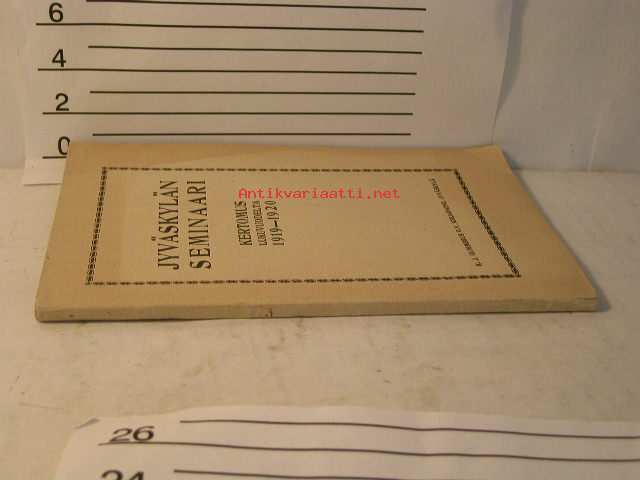 6
4
2
0
JYVÄSKYLÄN
SEMINAARI
KERTOMUS
LUKUVUODELTA
1919—1920
Antikvariaatti.net
26
24